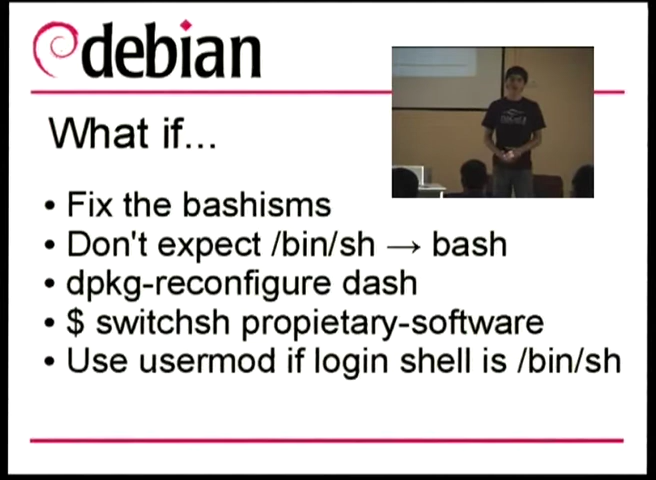 debian
What if...
• Fix the bashisms
• Don't expect /bin/sh → bash
• dpkg-reconfigure dash
• $ switchsh propietary-software
• Use usermod if login shell is /bin/sh